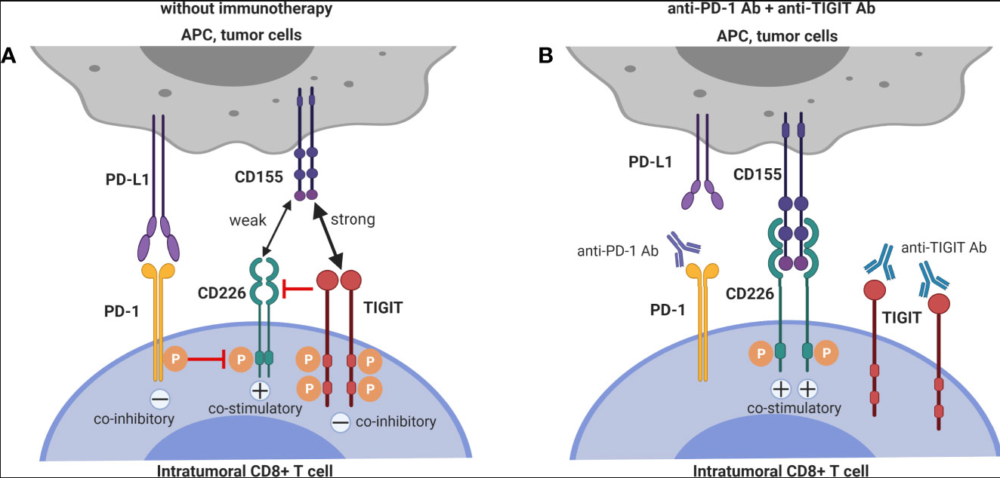 without immunotherapy
APC, tumor cells
A
PD-L1
CD155
weak
strong
CD226
PD-1
TIGIT
P
P
P
P
P
P
−
co-inhibitory
+
co-stimulatory
−
co-inhibitory
Intratumoral CD8+ T cell
anti-PD-1 Ab + anti-TIGIT Ab
APC, tumor cells
B
PD-L1
CD155
anti-PD-1 Ab
anti-TIGIT Ab
CD226
PD-1
TIGIT
P
P
+
+
co-stimulatory
Intratumoral CD8+ T cell